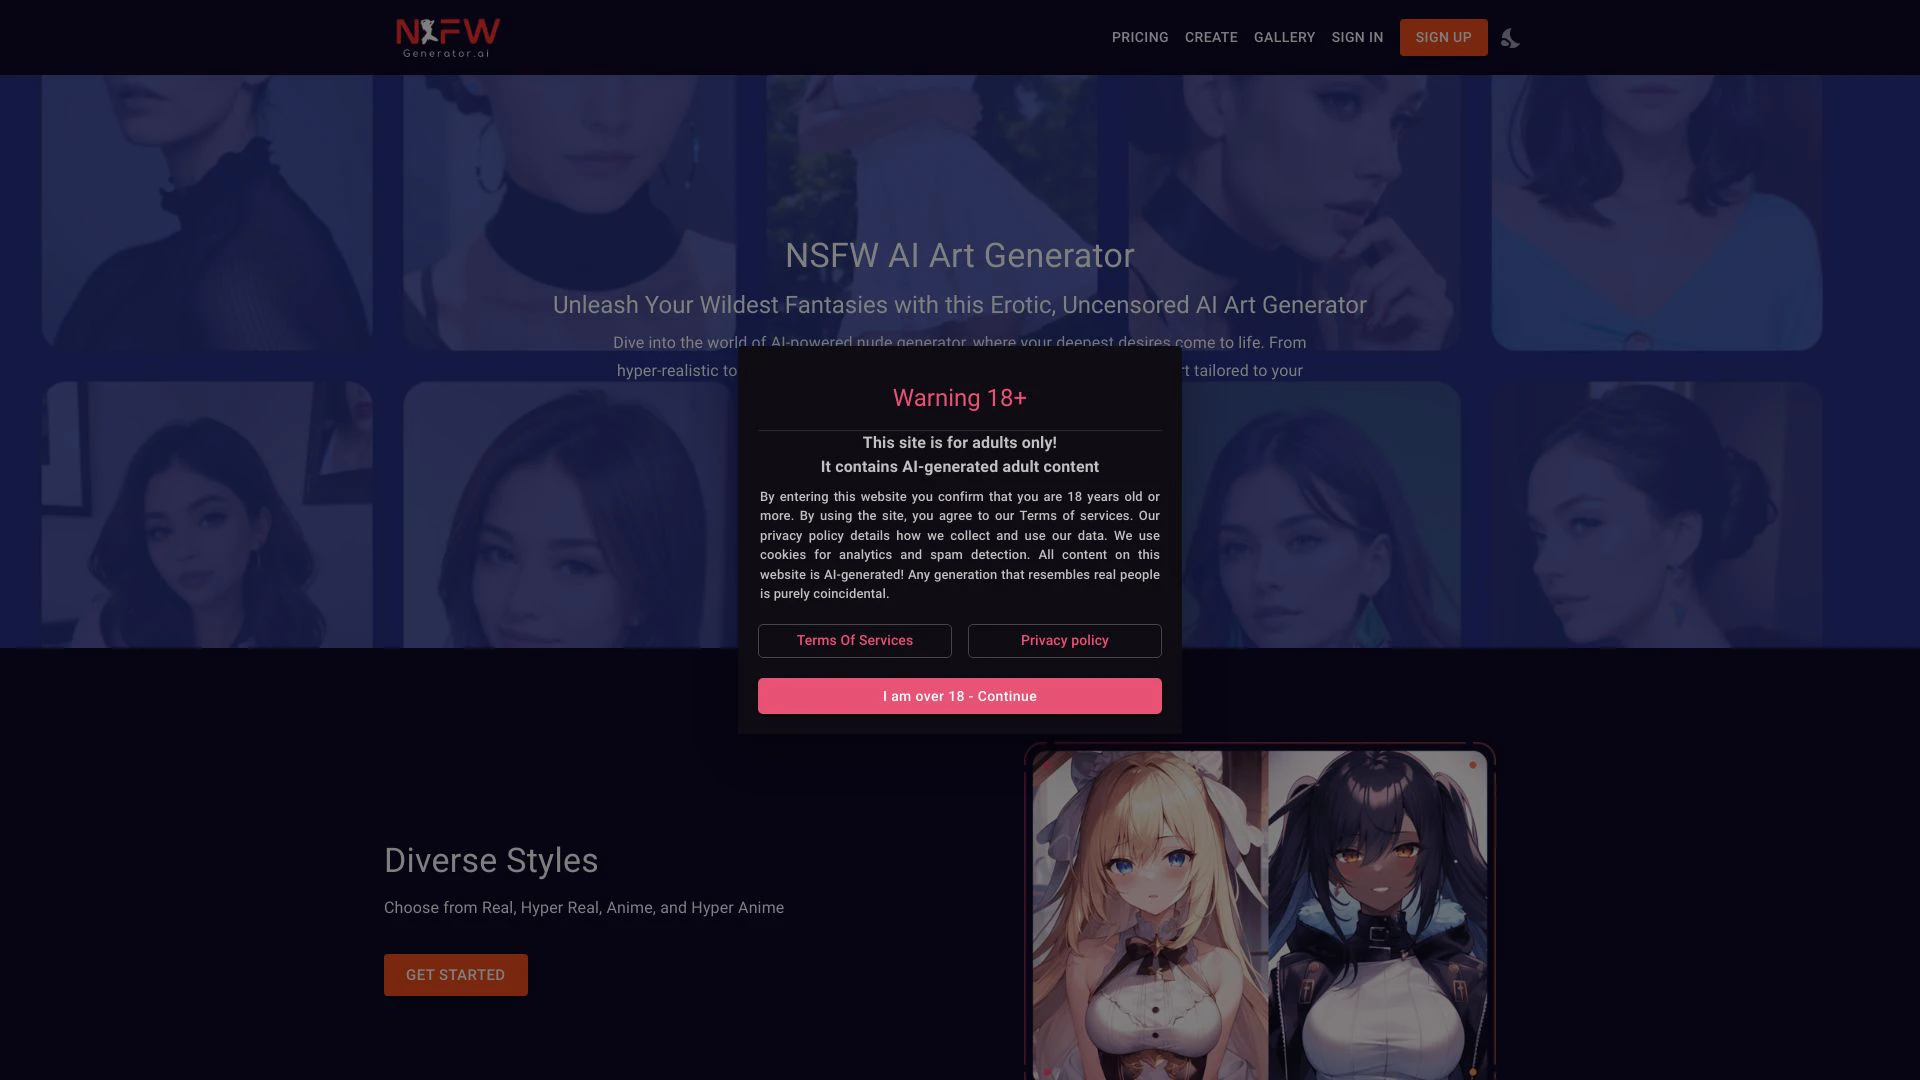 NSFW
Generator.ai
PRICING
CREATE
GALLERY
SIGN IN
SIGN UP
NSFW AI Art Generator
Unleash Your Wildest Fantasies with this Erotic, Uncensored AI Art Generator
Dive into the world of AI-powered nude generator, where your deepest desires come to life. From
hyper-realistic to
tailored to your
Warning 18+
This site is for adults only!
It contains AI-generated adult content
By entering this website you confirm that you are 18 years old or
more. By using the site, you agree to our Terms of services. Our
privacy policy details how we collect and use our data. We use
cookies for analytics and spam detection. All content on this
website is AI-generated! Any generation that resembles real people
is purely coincidental.
Terms Of Services
Privacy policy
I am over 18 - Continue
Diverse Styles
Choose from Real, Hyper Real, Anime, and Hyper Anime
GET STARTED